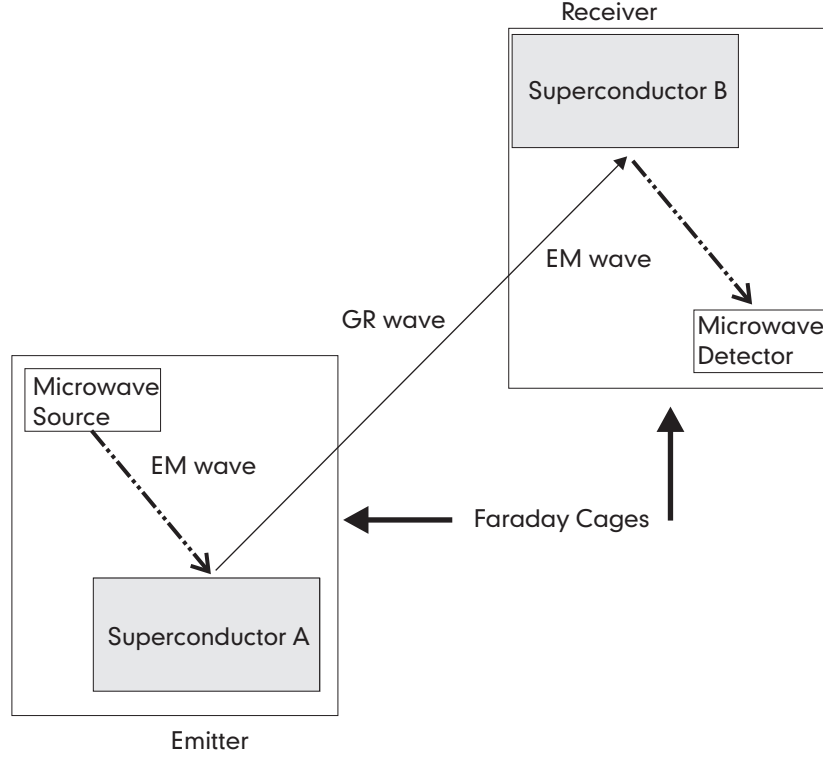 Receiver
Superconductor B
EM wave
GR wave
Microwave
Detector
Microwave
Source
EM wave
Faraday Cages
Superconductor A
Emitter